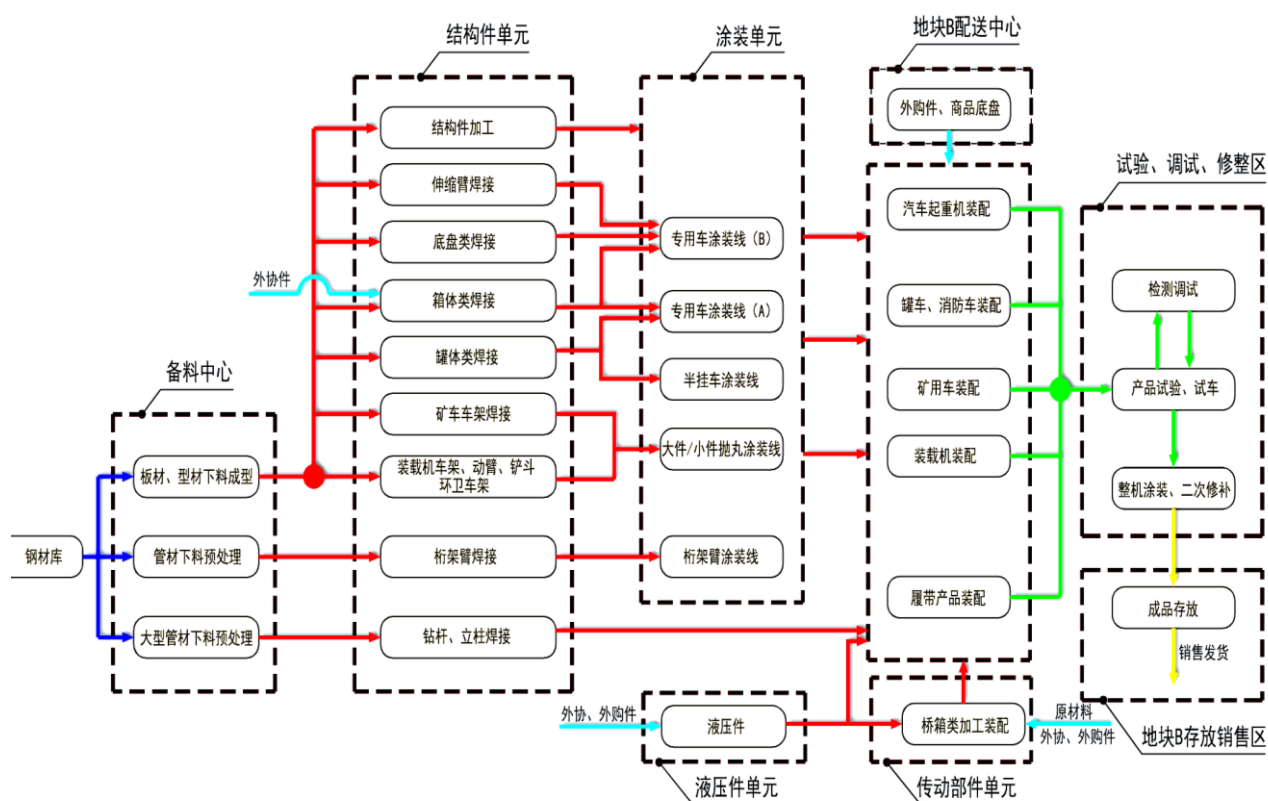 结构件单元
涂装单元
地块B配送中心
外购件、商品底盘
结构件加工
试验、调试、修整区
伸缩臂焊接
汽车起重机装配
底盘类焊接
专用车涂装线（B）
外协件
检测调试
箱体类焊接
专用车涂装线（A）
罐车、消防车装配
罐体类焊接
备料中心
半挂车涂装线
矿用车装配
产品试验、试车
矿车车架焊接
大件/小件抛丸涂装线
装载机装配
板材、型材下料成型
装载机车架、动臂、铲斗
环卫车架
整机涂装、二次修补
钢材库
管材下料预处理
桁架臂焊接
桁架臂涂装线
履带产品装配
成品存放
大型管材下料预处理
钻杆、立柱焊接
销售发货
外协、外购件
液压件
桥箱类加工装配
原材料
外协、外购件
地块B存放销售区
液压件单元
传动部件单元